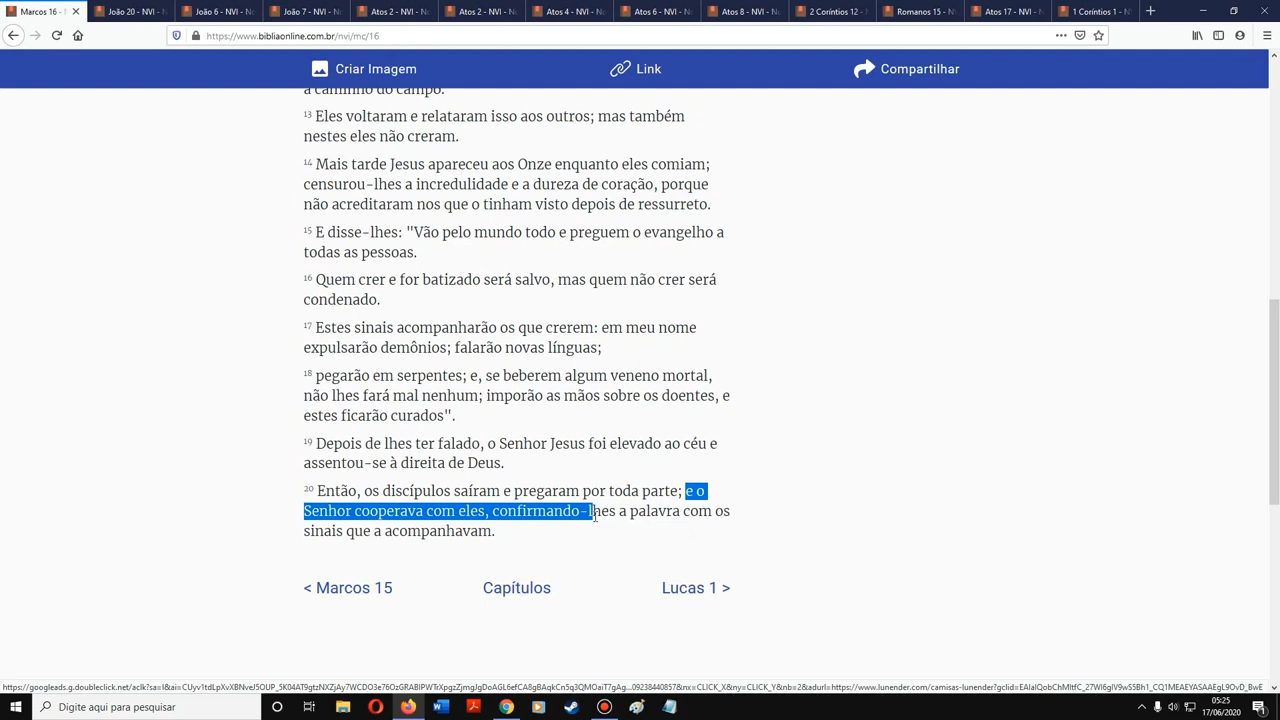 Marcos 16 -
João 20 - NVI -
João 6 - NVI -
João 7 - NVI -
Atos 2 - NVI -
Atos 2 - NVI -
Atos 4 - NVI -
Atos 6 - NVI -
Atos 8 - NVI -
2 Coríntios 12 -
Romanos 15 - NVI
Atos 17 - NVI -
1 Coríntios 1 -
https://www.bibliaonline.com.br/nvi/mc/16
Criar Imagem
Link
Compartilhar
a caminho do campo.
13 Eles voltaram e relataram isso aos outros; mas também
nestes eles não creram.
14 Mais tarde Jesus apareceu aos Onze enquanto eles comiam;
censurou-lhes a incredulidade e a dureza de coração, porque
não acreditaram nos que o tinham visto depois de ressurreto.
15 E disse-lhes: "Vão pelo mundo todo e preguem o evangelho a
todas as pessoas.
16 Quem crer e for batizado será salvo, mas quem não crer será
condenado.
17 Estes sinais acompanharão os que crerem: em meu nome
expulsarão demônios; falarão novas línguas;
18 pegarão em serpentes; e, se beberem algum veneno mortal,
não lhes fará mal nenhum; imporão as mãos sobre os doentes, e
estes ficarão curados".
19 Depois de lhes ter falado, o Senhor Jesus foi elevado ao céu e
assentou-se à direita de Deus.
20 Então, os discípulos saíram e pregaram por toda parte; e o
Senhor cooperava com eles, confirmando-lhes a palavra com os
sinais que a acompanhavam.
< Marcos 15
Capítulos
Lucas 1 >
Digite aqui para pesquisar
05:25
17/06/2020